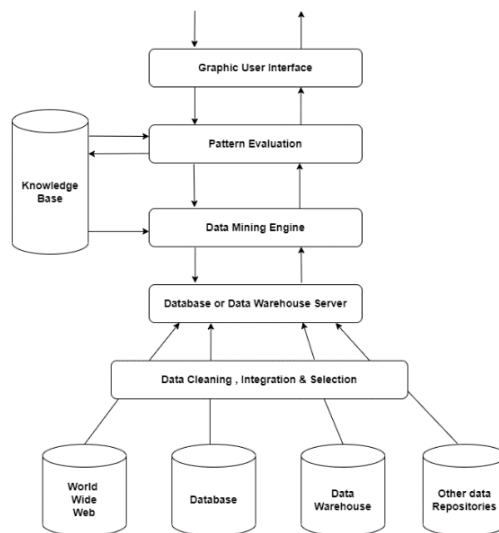 Graphic User Interface
Pattern Evaluation
Knowledge
Base
Data Mining Engine
Database or Data Warehouse Server
Data Cleaning , Integration & Selection
World
Wide
Web
Database
Data
Warehouse
Other data
Repositories